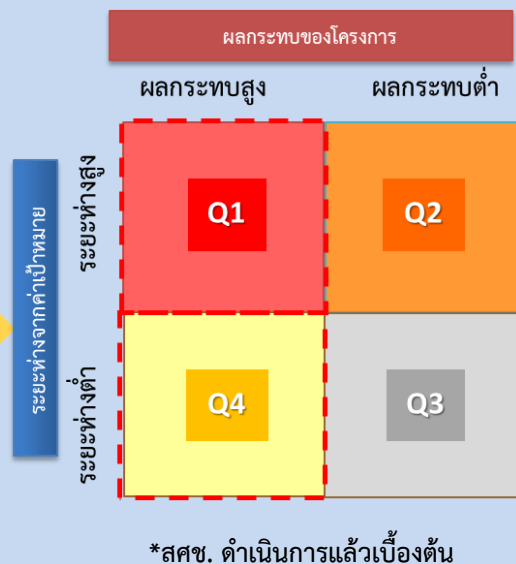 ผลกระทบของโครงการ
ผลกระทบสูง
ผลกระทบต่ำ
ระยะห่างจากค่าเป้าหมาย
ระยะห่างสูง
Q1
Q2
ระยะห่างต่ำ
Q4
Q3
*สศช. ดำเนินการแล้วเบื้องต้น